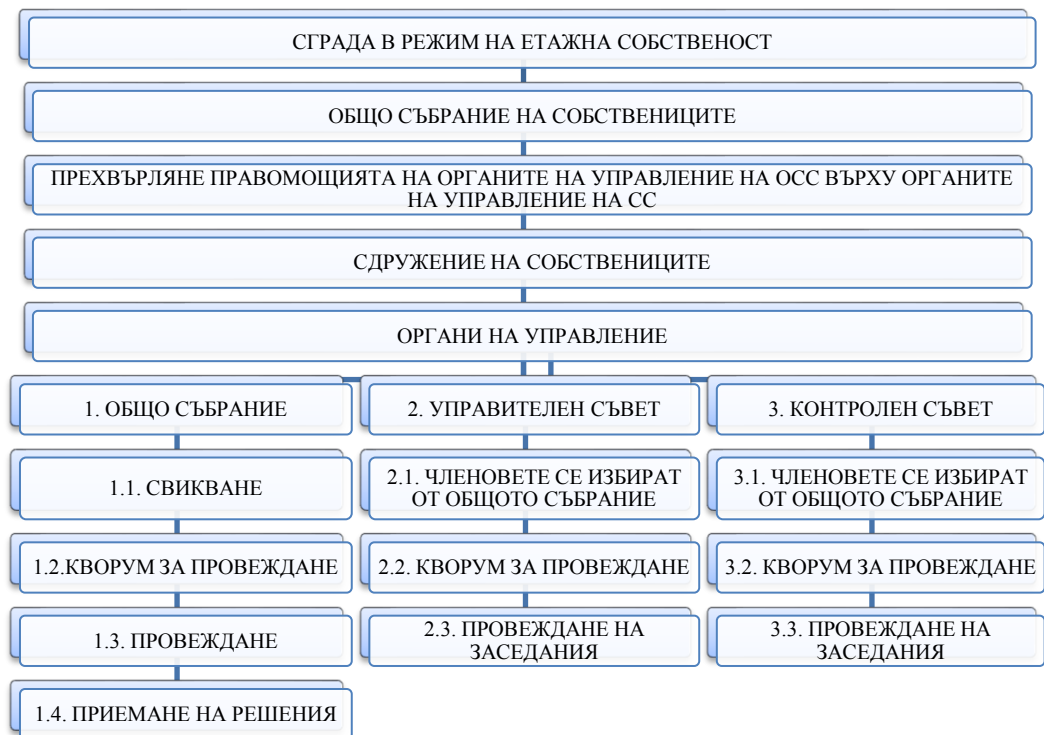 СГРАДА В РЕЖИМ НА ЕТАЖНА СОБСТВЕНОСТ
ОБЩО СЪБРАНИЕ НА СОБСТВЕНИЦИТЕ
ПРЕХВЪРЛЯНЕ ПРАВОМОЩИЯТА НА ОРГАНИТЕ НА УПРАВЛЕНИЕ НА ОСС ВЪРХУ ОРГАНИТЕ
НА УПРАВЛЕНИЕ НА СС
СДРУЖЕНИЕ НА СОБСТВЕНИЦИТЕ
ОРГАНИ НА УПРАВЛЕНИЕ
1. ОБЩО СЪБРАНИЕ
1.1. СВИКВАНЕ
1.2.КВОРУМ ЗА ПРОВЕЖДАНЕ
1.3. ПРОВЕЖДАНЕ
1.4. ПРИЕМАНЕ НА РЕШЕНИЯ
2. УПРАВИТЕЛЕН СЪВЕТ
2.1. ЧЛЕНОВЕТЕ СЕ ИЗБИРАТ
ОТ ОБЩОТО СЪБРАНИЕ
2.2. КВОРУМ ЗА ПРОВЕЖДАНЕ
2.3. ПРОВЕЖДАНЕ НА
ЗАСЕДАНИЯ
3. КОНТРОЛЕН СЪВЕТ
3.1. ЧЛЕНОВЕТЕ СЕ ИЗБИРАТ
ОТ ОБЩОТО СЪБРАНИЕ
3.2. КВОРУМ ЗА ПРОВЕЖДАНЕ
3.3. ПРОВЕЖДАНЕ НА
ЗАСЕДАНИЯ